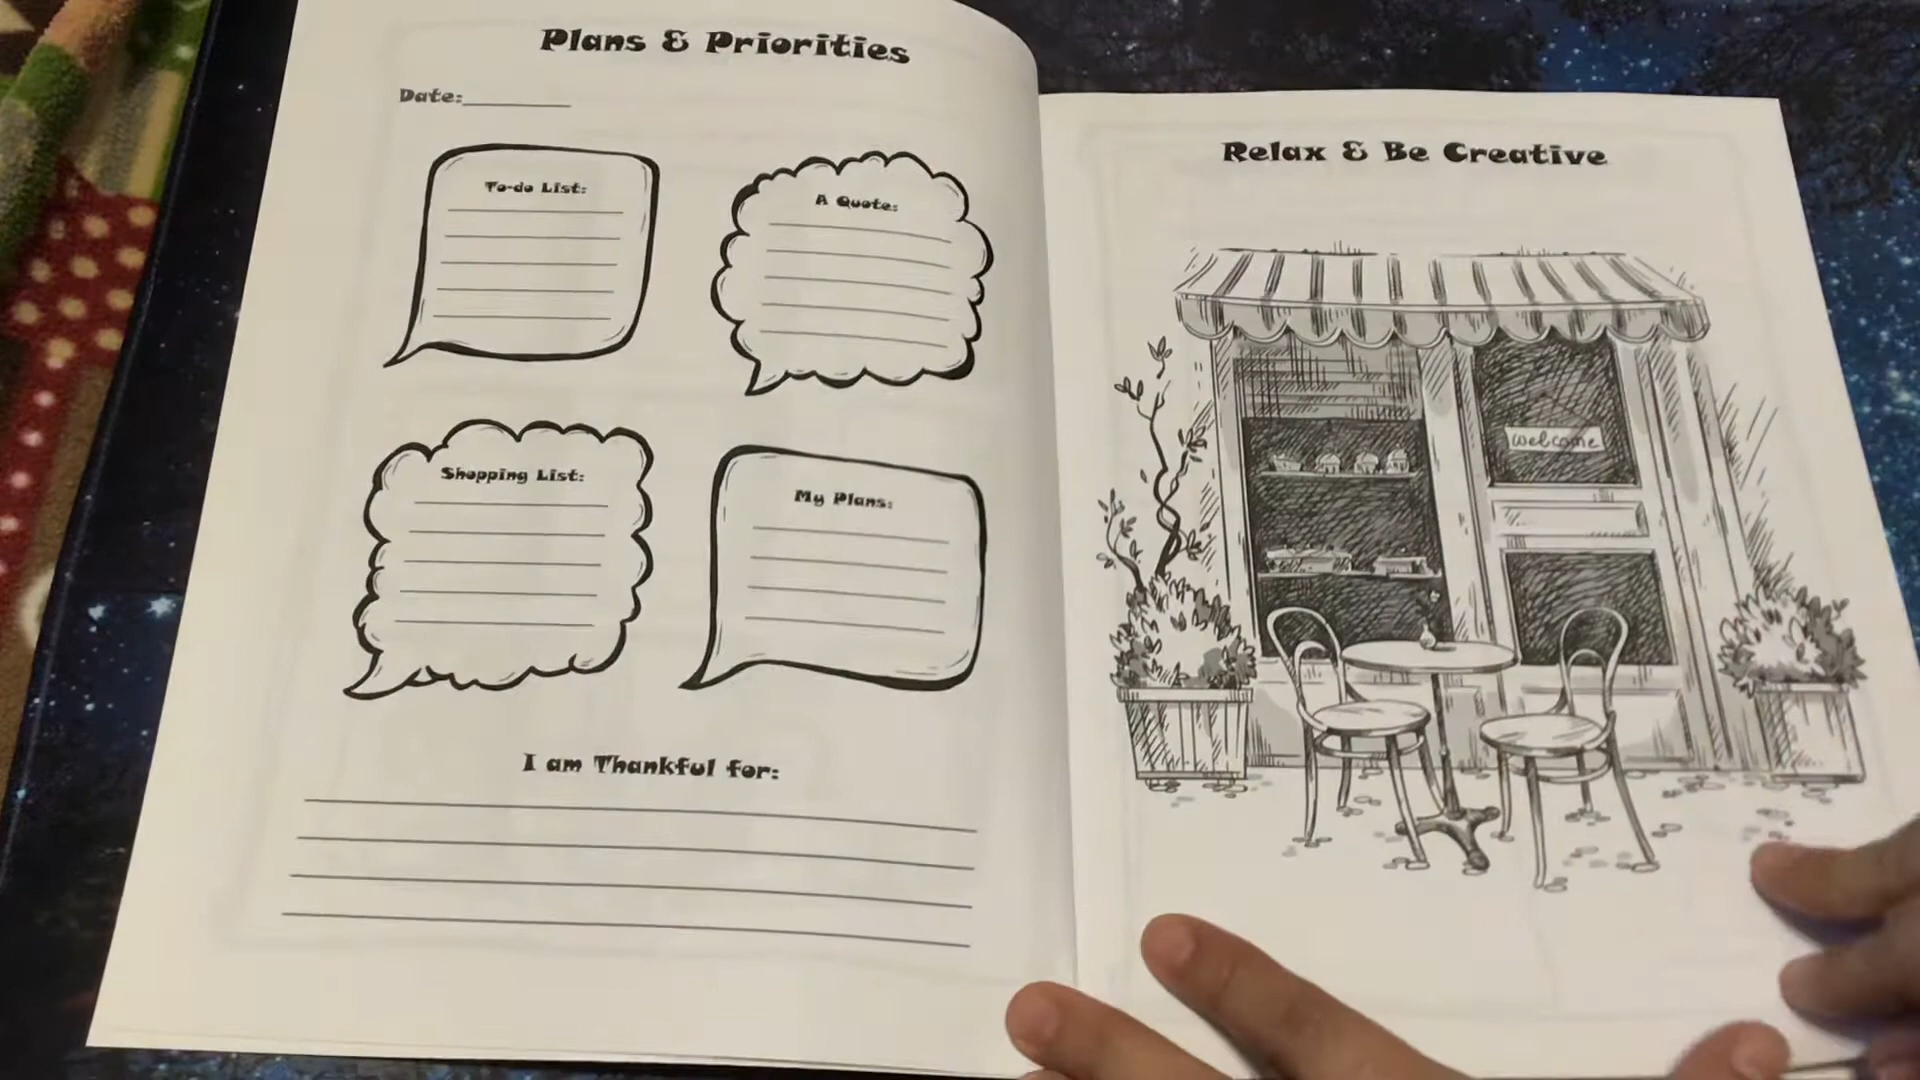 Plans & Priorities
Date:
To-do List:
A Quote:
Shopping List:
My Plans:
I am Thankful for:
Relax & Be Creative
welcome